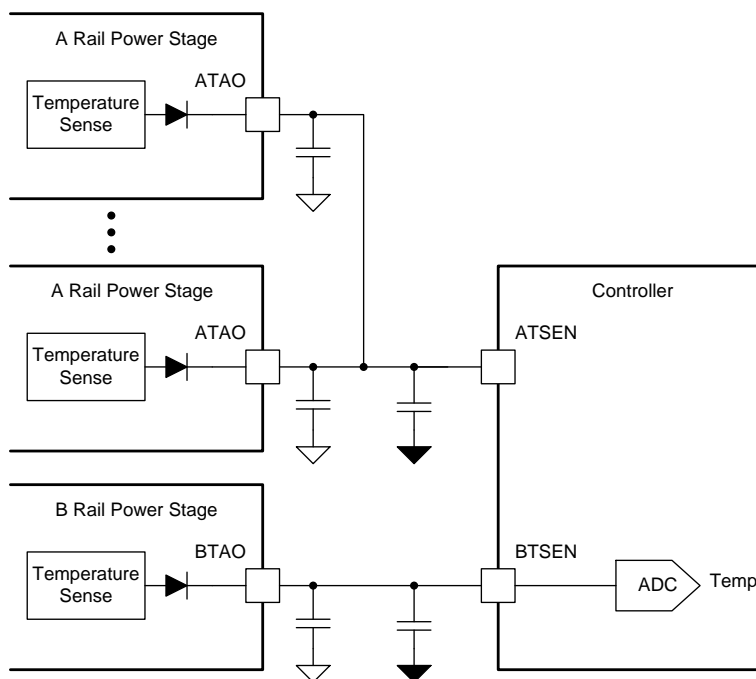 A Rail Power Stage
ATAO
Temperature
Sense
A Rail Power Stage
ATAO
Temperature
Sense
Controller
ATSEN
B Rail Power Stage
BTAO
Temperature
Sense
BTSEN
ADC
Temp